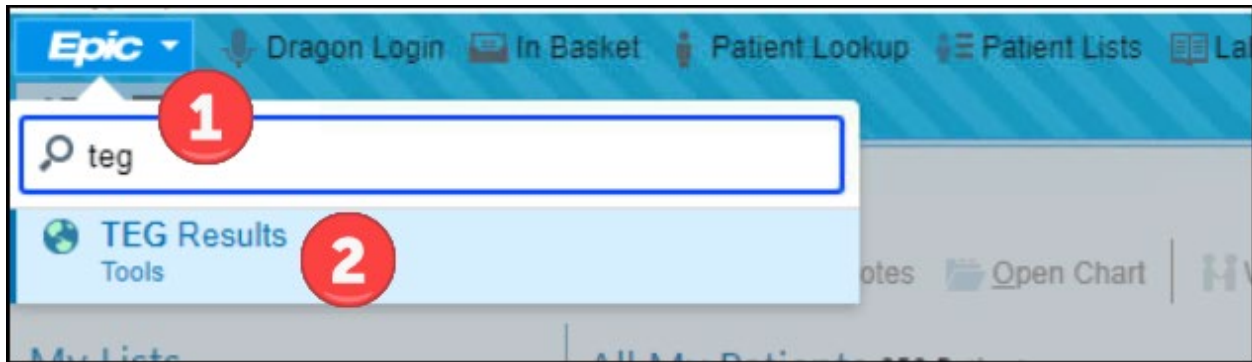 Epic Dragon Login In Basket Patient Lookup Patient Lists
1
teg
TEG Results
2
Tools
otes Open Chart
My Lists
All My Patients